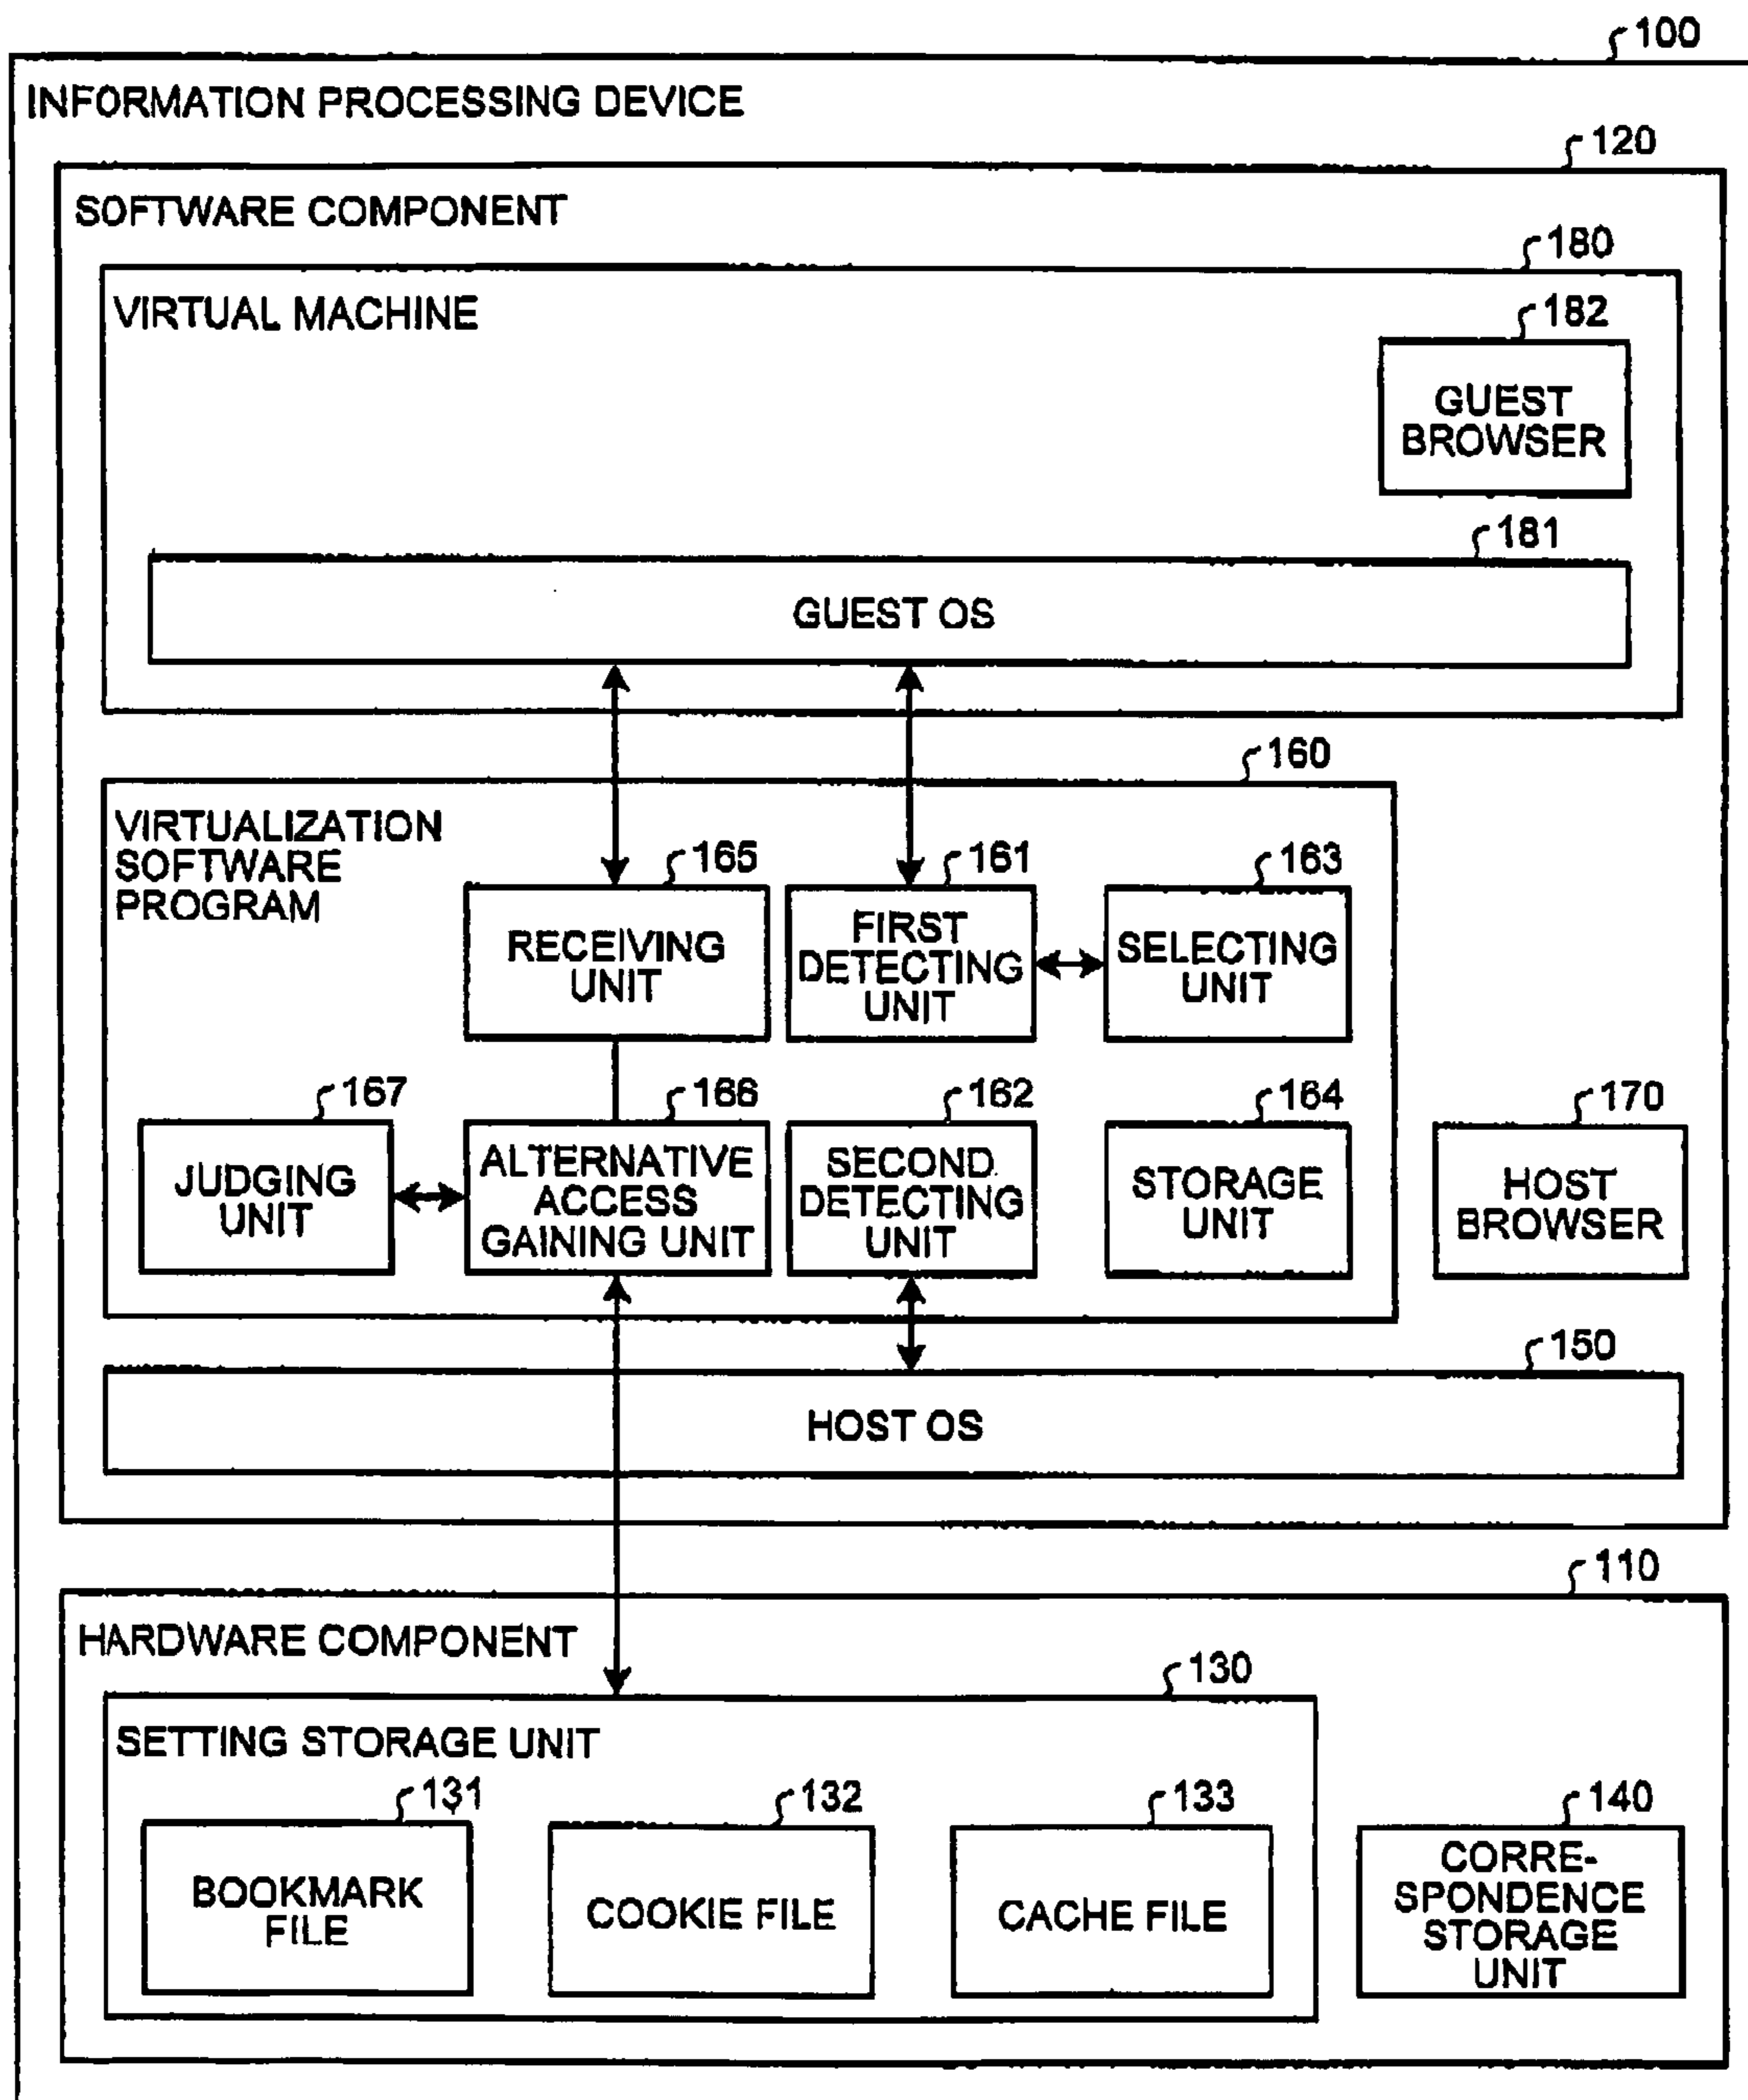 100
INFORMATION PROCESSING DEVICE
120
SOFTWARE COMPONENT
180
VIRTUAL MACHINE
182
GUEST
BROWSER
181
GUEST OS
160
VIRTUALIZATION
SOFTWARE
PROGRAM
165
RECEIVING
UNIT
161
FIRST
DETECTING
UNIT
163
SELECTING
UNIT
167
JUDGING
UNIT
166
ALTERNATIVE
ACCESS
GAINING UNIT
162
SECOND
DETECTING
UNIT
164
STORAGE
UNIT
170
HOST
BROWSER
150
HOST OS
110
HARDWARE COMPONENT
130
SETTING STORAGE UNIT
131
BOOKMARK
FILE
132
COOKIE FILE
133
CACHE FILE
140
CORRE-
SPONDENCE
STORAGE
UNIT